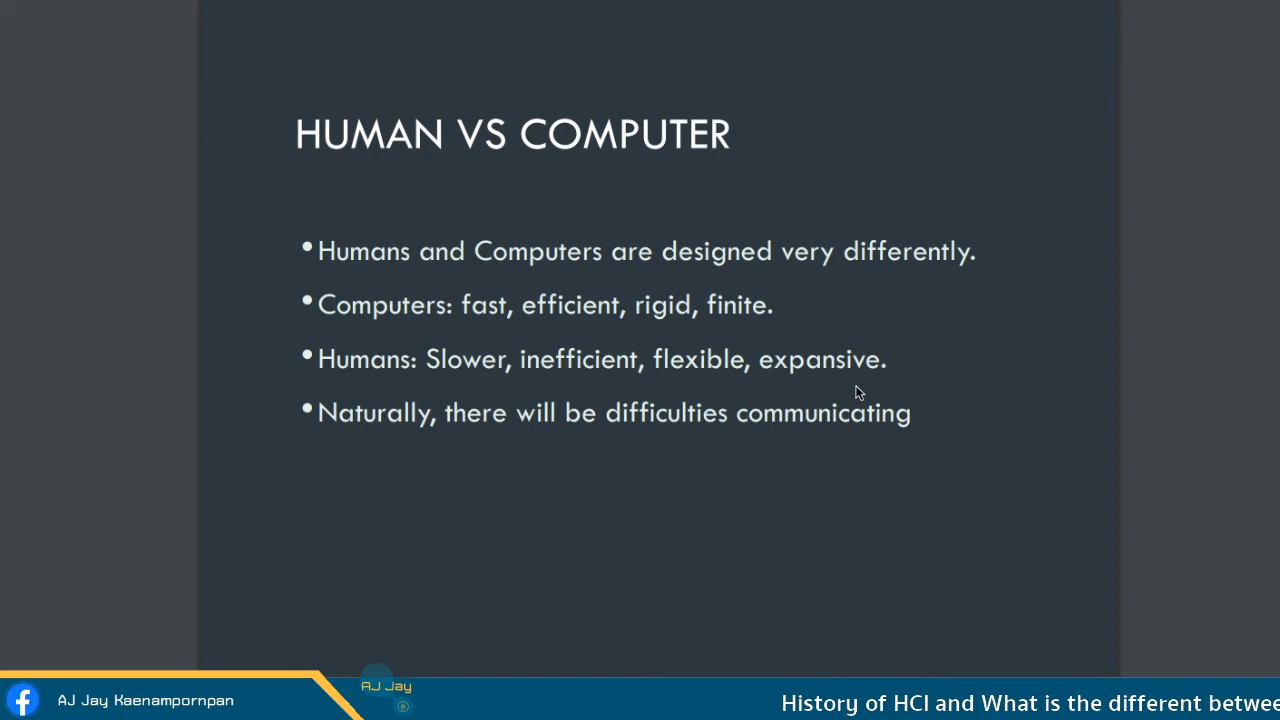 HUMAN VS COMPUTER
•Humans and Computers are designed very differently.
•Computers: fast, efficient, rigid, finite.
•Humans: Slower, inefficient, flexible, expansive.
•Naturally, there will be difficulties communicating
AJ Jay Kaenampornpan
AJ Jay
History of HCI and What is the different betwee